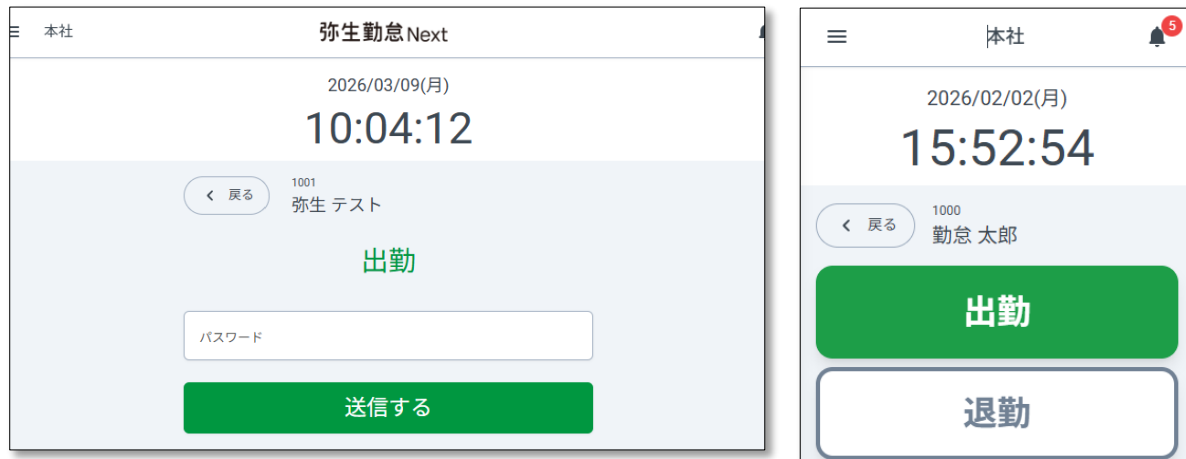 本社
弥生勤怠Next
2026/03/09(月)
10:04:12
戻る
1001
弥生 テスト
出勤
パスワード
送信する
本社
5
2026/02/02(月)
15:52:54
戻る
1000
勤怠 太郎
出勤
退勤